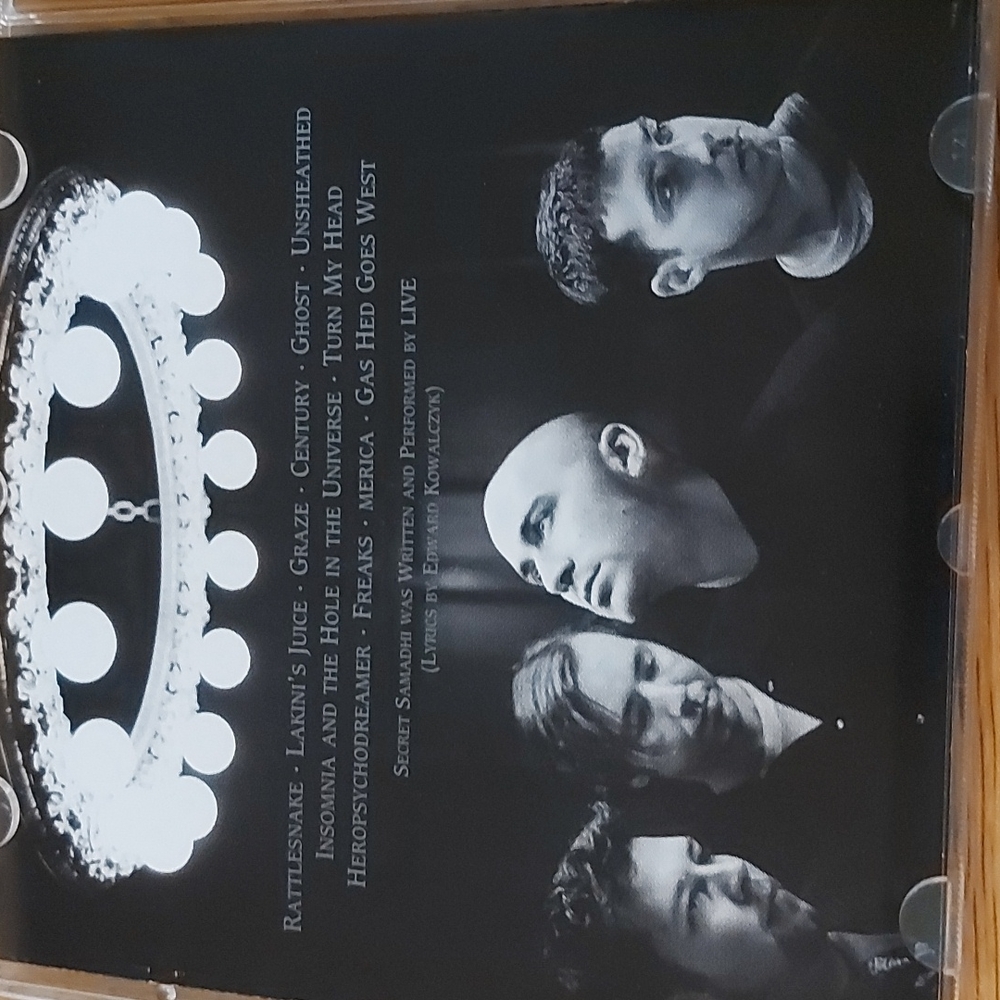 RATTLESNAKE · LAKINI'S JUICE · GRAZE · CENTURY · GHOST · UNSHEATHED
INSOMNIA AND THE HOLE IN THE UNIVERSE · TURN MY HEAD
HEROPSYCHODREAMER · FREAKS · MERICA · GAS HED GOES WEST
SECRET SAMADHI WAS WRITTEN AND PERFORMED BY LIVE
(LYRICS BY EDWARD KOWALCZYK)